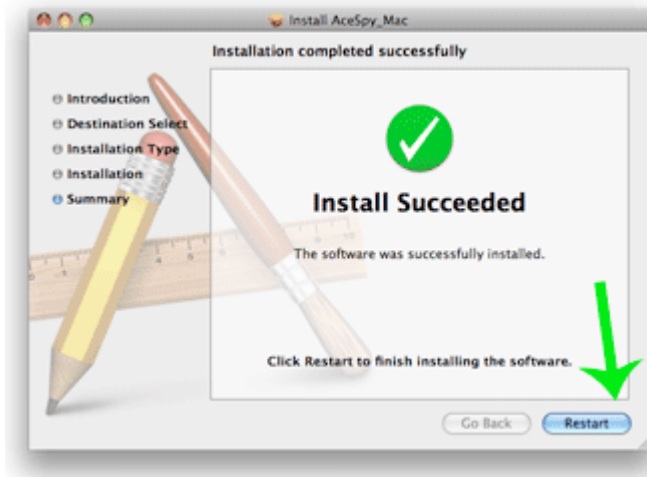 Install AceSpy_Mac
Installation completed successfully
Introduction
Destination Select
Installation Type
Installation
Summary
Install Succeeded
The software was successfully installed.
Click Restart to finish installing the software.
Go Back
Restart